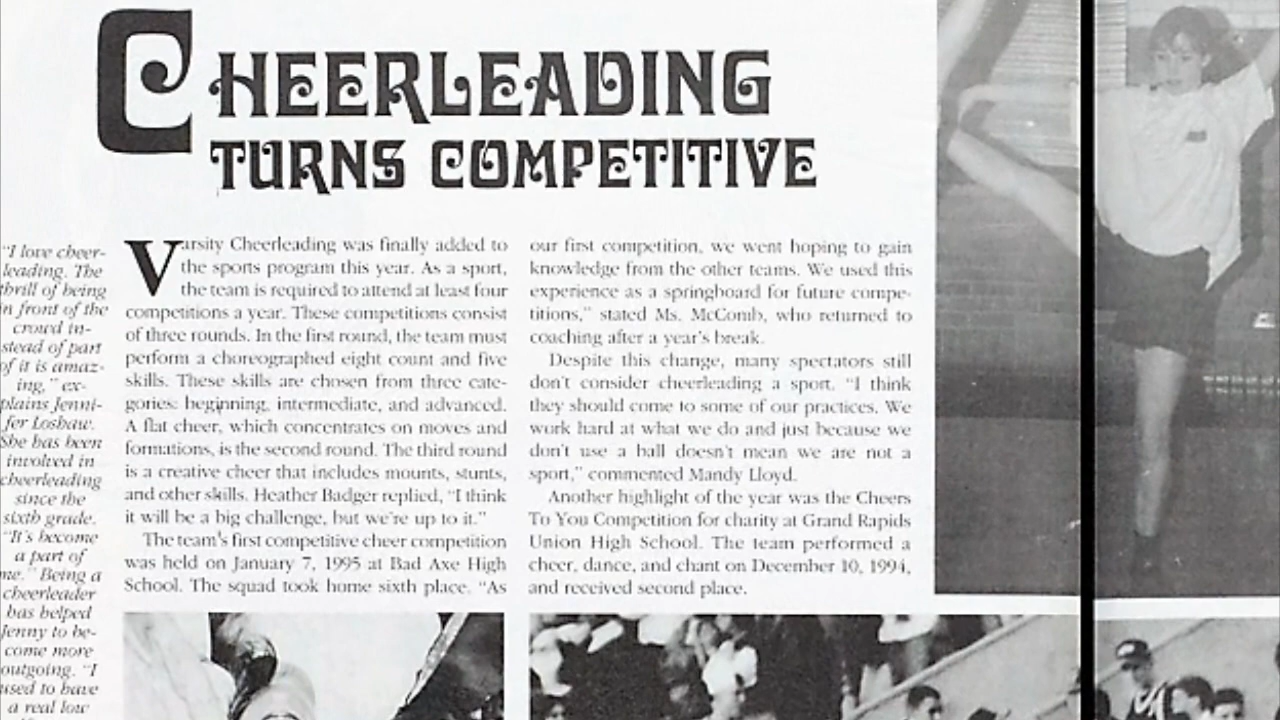 CHEERLEADING
TURNS COMPETITIVE
"I love cheer-
leading. The
thrill of being
in front of the
crowd in-
stead of part
of it is amaz-
ing," ex-
plains Jenni-
fer Loshaw.
She has been
involved in
cheerleading
since the
sixth grade.
"It's become
a part of
me." Being a
cheerleader
has helped
Jenny to be-
come more
outgoing. "I
used to have
a real low
Varsity Cheerleading was finally added to
the sports program this year. As a sport,
the team is required to attend at least four
competitions a year. These competitions consist
of three rounds. In the first round, the team must
perform a choreographed eight count and five
skills. These skills are chosen from three cate-
gories: beginning, intermediate, and advanced.
A flat cheer, which concentrates on moves and
formations, is the second round. The third round
is a creative cheer that includes mounts, stunts,
and other skills. Heather Badger replied, "I think
it will be a big challenge, but we're up to it."
The team's first competitive cheer competition
was held on January 7, 1995 at Bad Axe High
School. The squad took home sixth place. "As
our first competition, we went hoping to gain
knowledge from the other teams. We used this
experience as a springboard for future compe-
titions," stated Ms. McComb, who returned to
coaching after a year's break.
Despite this change, many spectators still
don't consider cheerleading a sport. "I think
they should come to some of our practices. We
work hard at what we do and just because we
don't use a ball doesn't mean we are not a
sport," commented Mandy Lloyd.
Another highlight of the year was the Cheers
To You Competition for charity at Grand Rapids
Union High School. The team performed a
cheer, dance, and chant on December 10, 1994,
and received second place.